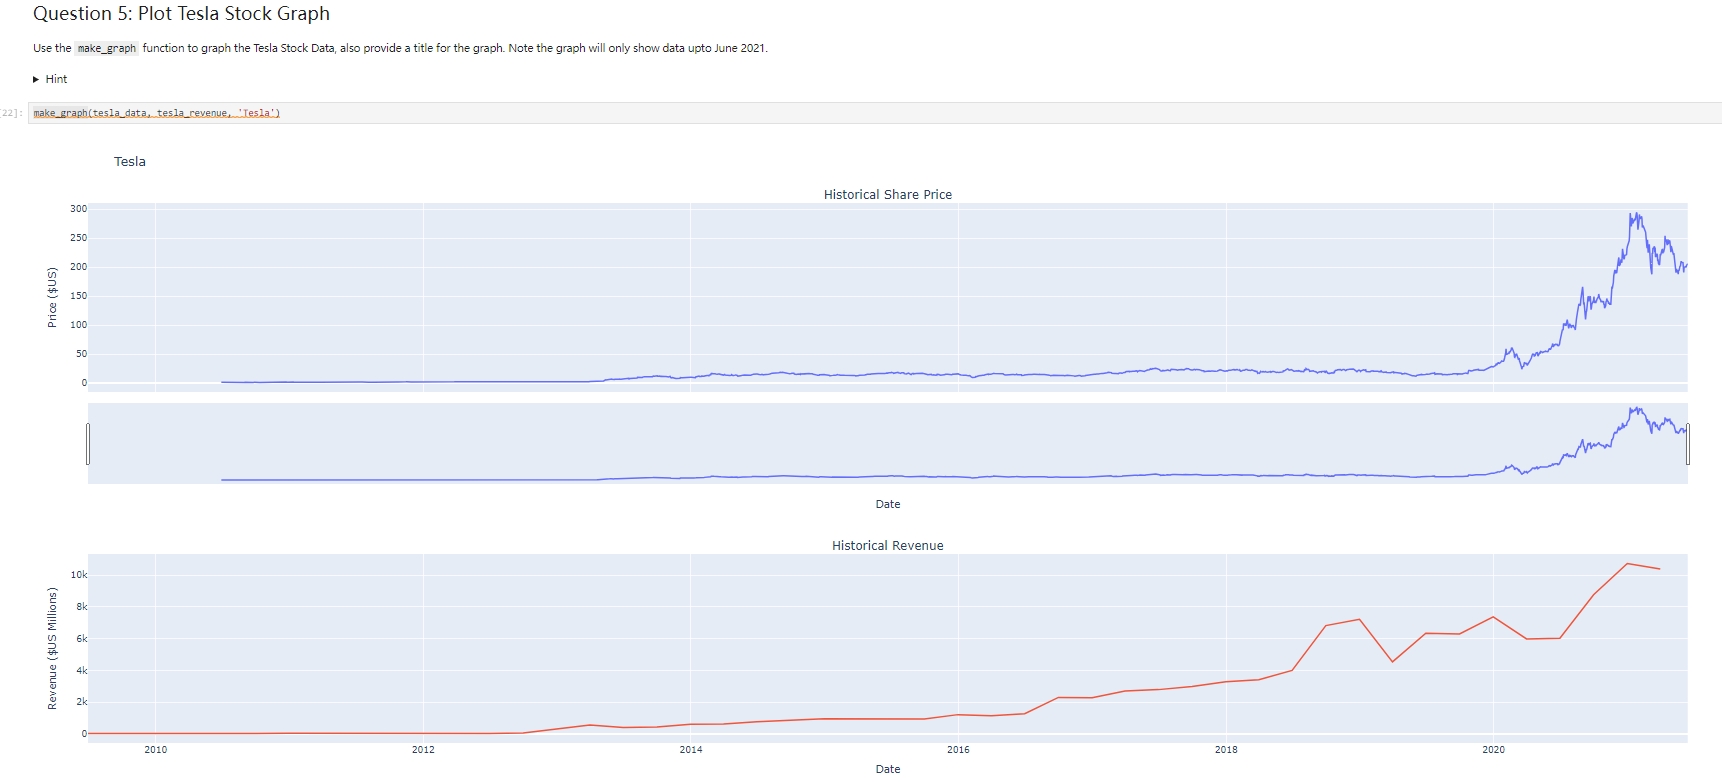 Question 5: Plot Tesla Stock Graph
Use the make_graph function to graph the Tesla Stock Data, also provide a title for the graph. Note the graph will only show data upto June 2021.
Hint
[22]: make_graph(tesla_data, tesla_revenue, 'Tesla')
Tesla
Historical Share Price
300
250
200
150
100
50
0
Price ($US)
Date
Historical Revenue
10k
8k
6k
4k
2k
0
Revenue ($US Millions)
2010 2012 2014 2016 2018 2020
Date